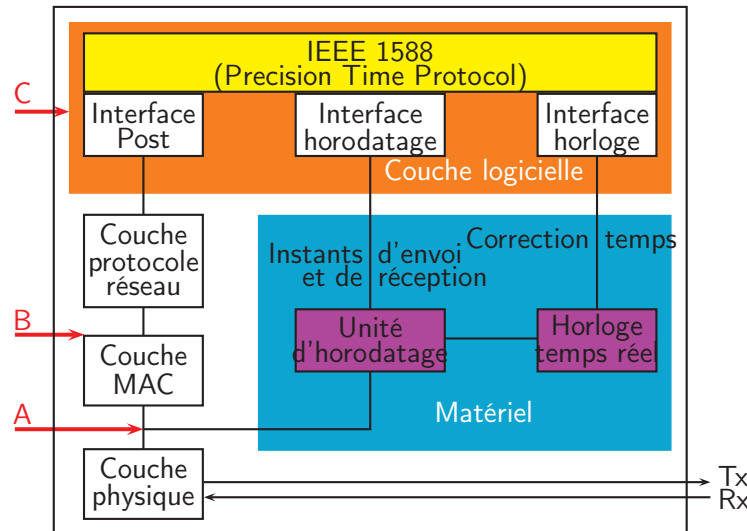 IEEE 1588
(Precision Time Protocol)
C
Interface
Post
Interface
horodatage
Interface
horloge
Couche logicielle
Couche
protocole
réseau
Instants d'envoi
et de réception
Correction temps
B
Couche
MAC
Unité
d'horodatage
Horloge
temps réel
A
Matériel
Couche
physique
Tx
Rx